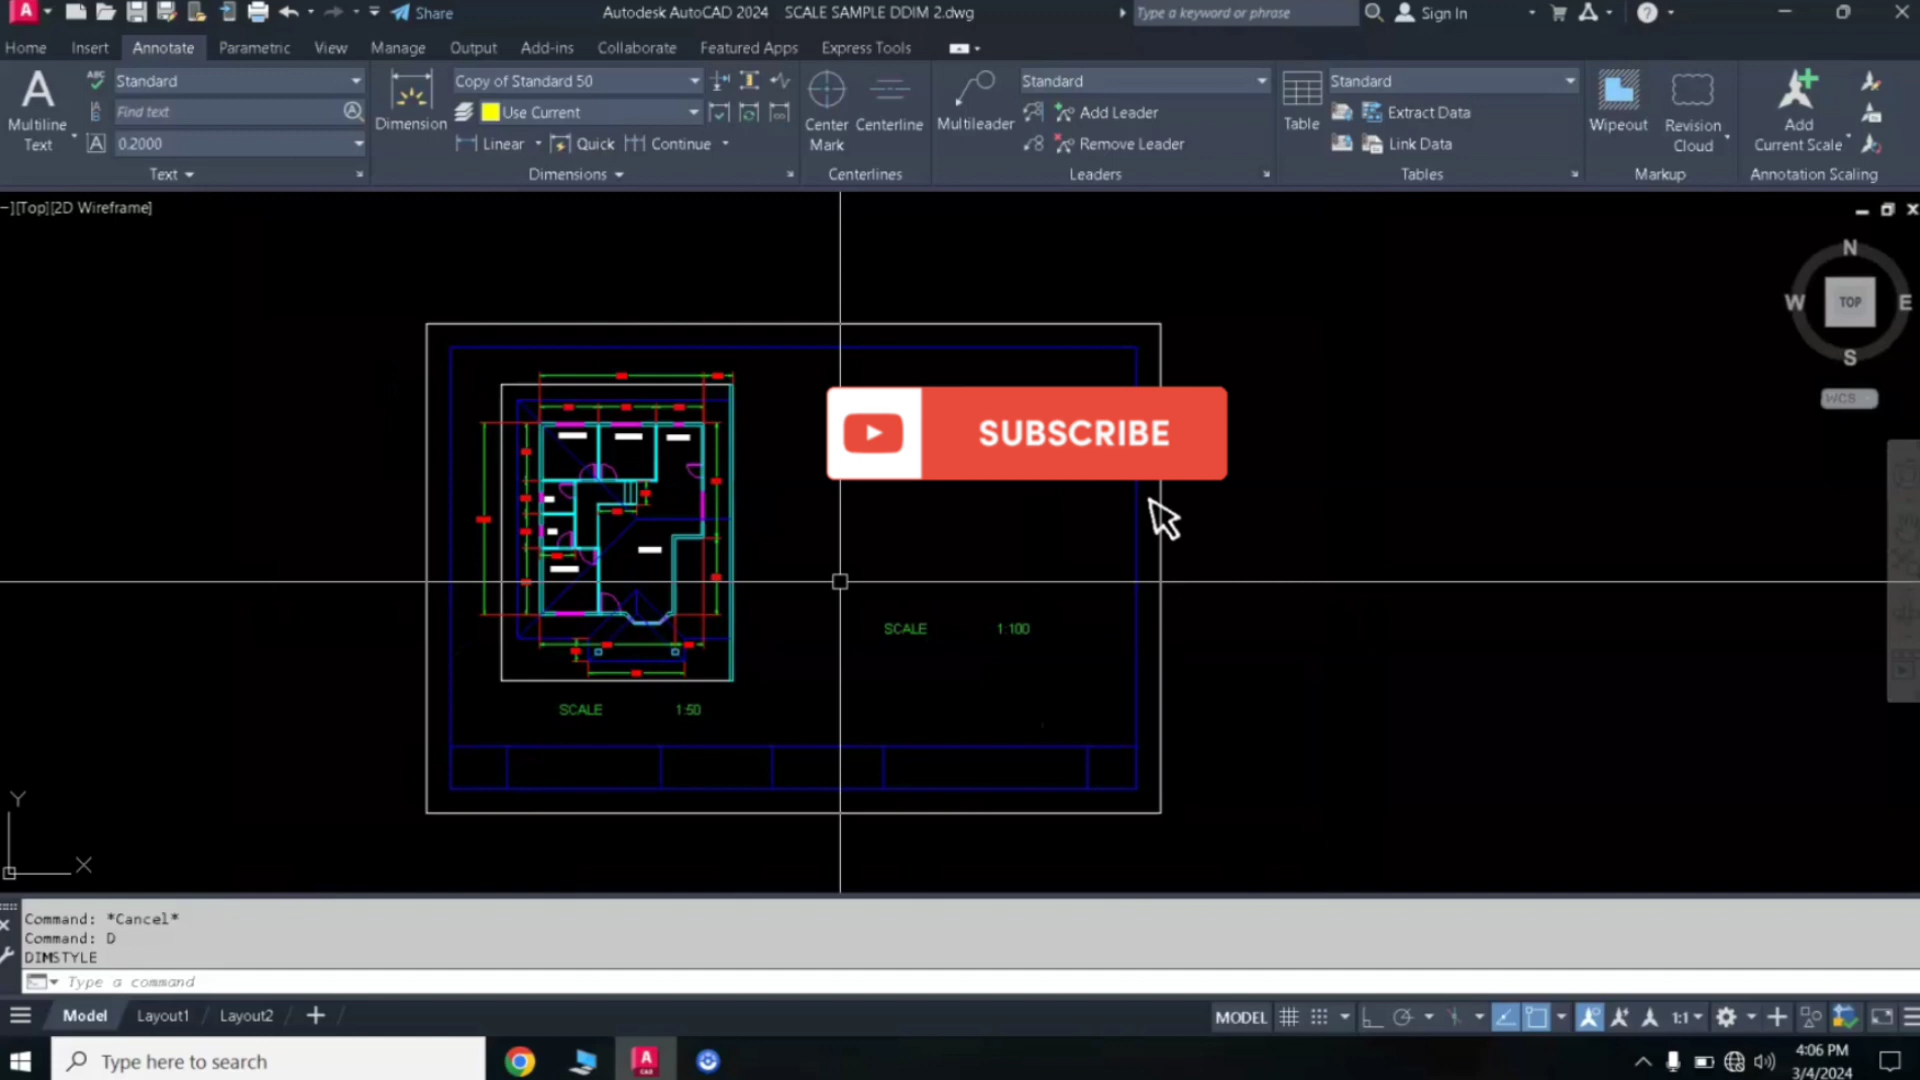 Share
Autodesk AutoCAD 2024 SCALE SAMPLE DDIM 2.dwg
Type a keyword or phrase
Sign In
Home Insert Annotate Parametric View Manage Output Add-ins Collaborate Featured Apps Express Tools
Multiline Text
Standard
Find text
0.2000
Text
Dimension
Copy of Standard 50
Use Current
Linear Quick Continue
Dimensions
Center Mark
Centerline
Centerlines
Multileader
Standard
Add Leader
Remove Leader
Leaders
Table
Standard
Extract Data
Link Data
Tables
Wipeout
Revision Cloud
Markup
Add Current Scale
Annotation Scaling
−][Top][2D Wireframe]
N
W TOP E
S
WCS
SUBSCRIBE
SCALE 1:100
SCALE 1:50
Y
X
Command: *Cancel*
Command: D
DIMSTYLE
Type a command
Model Layout1 Layout2
MODEL
1:1
Type here to search
4:06 PM
3/4/2024